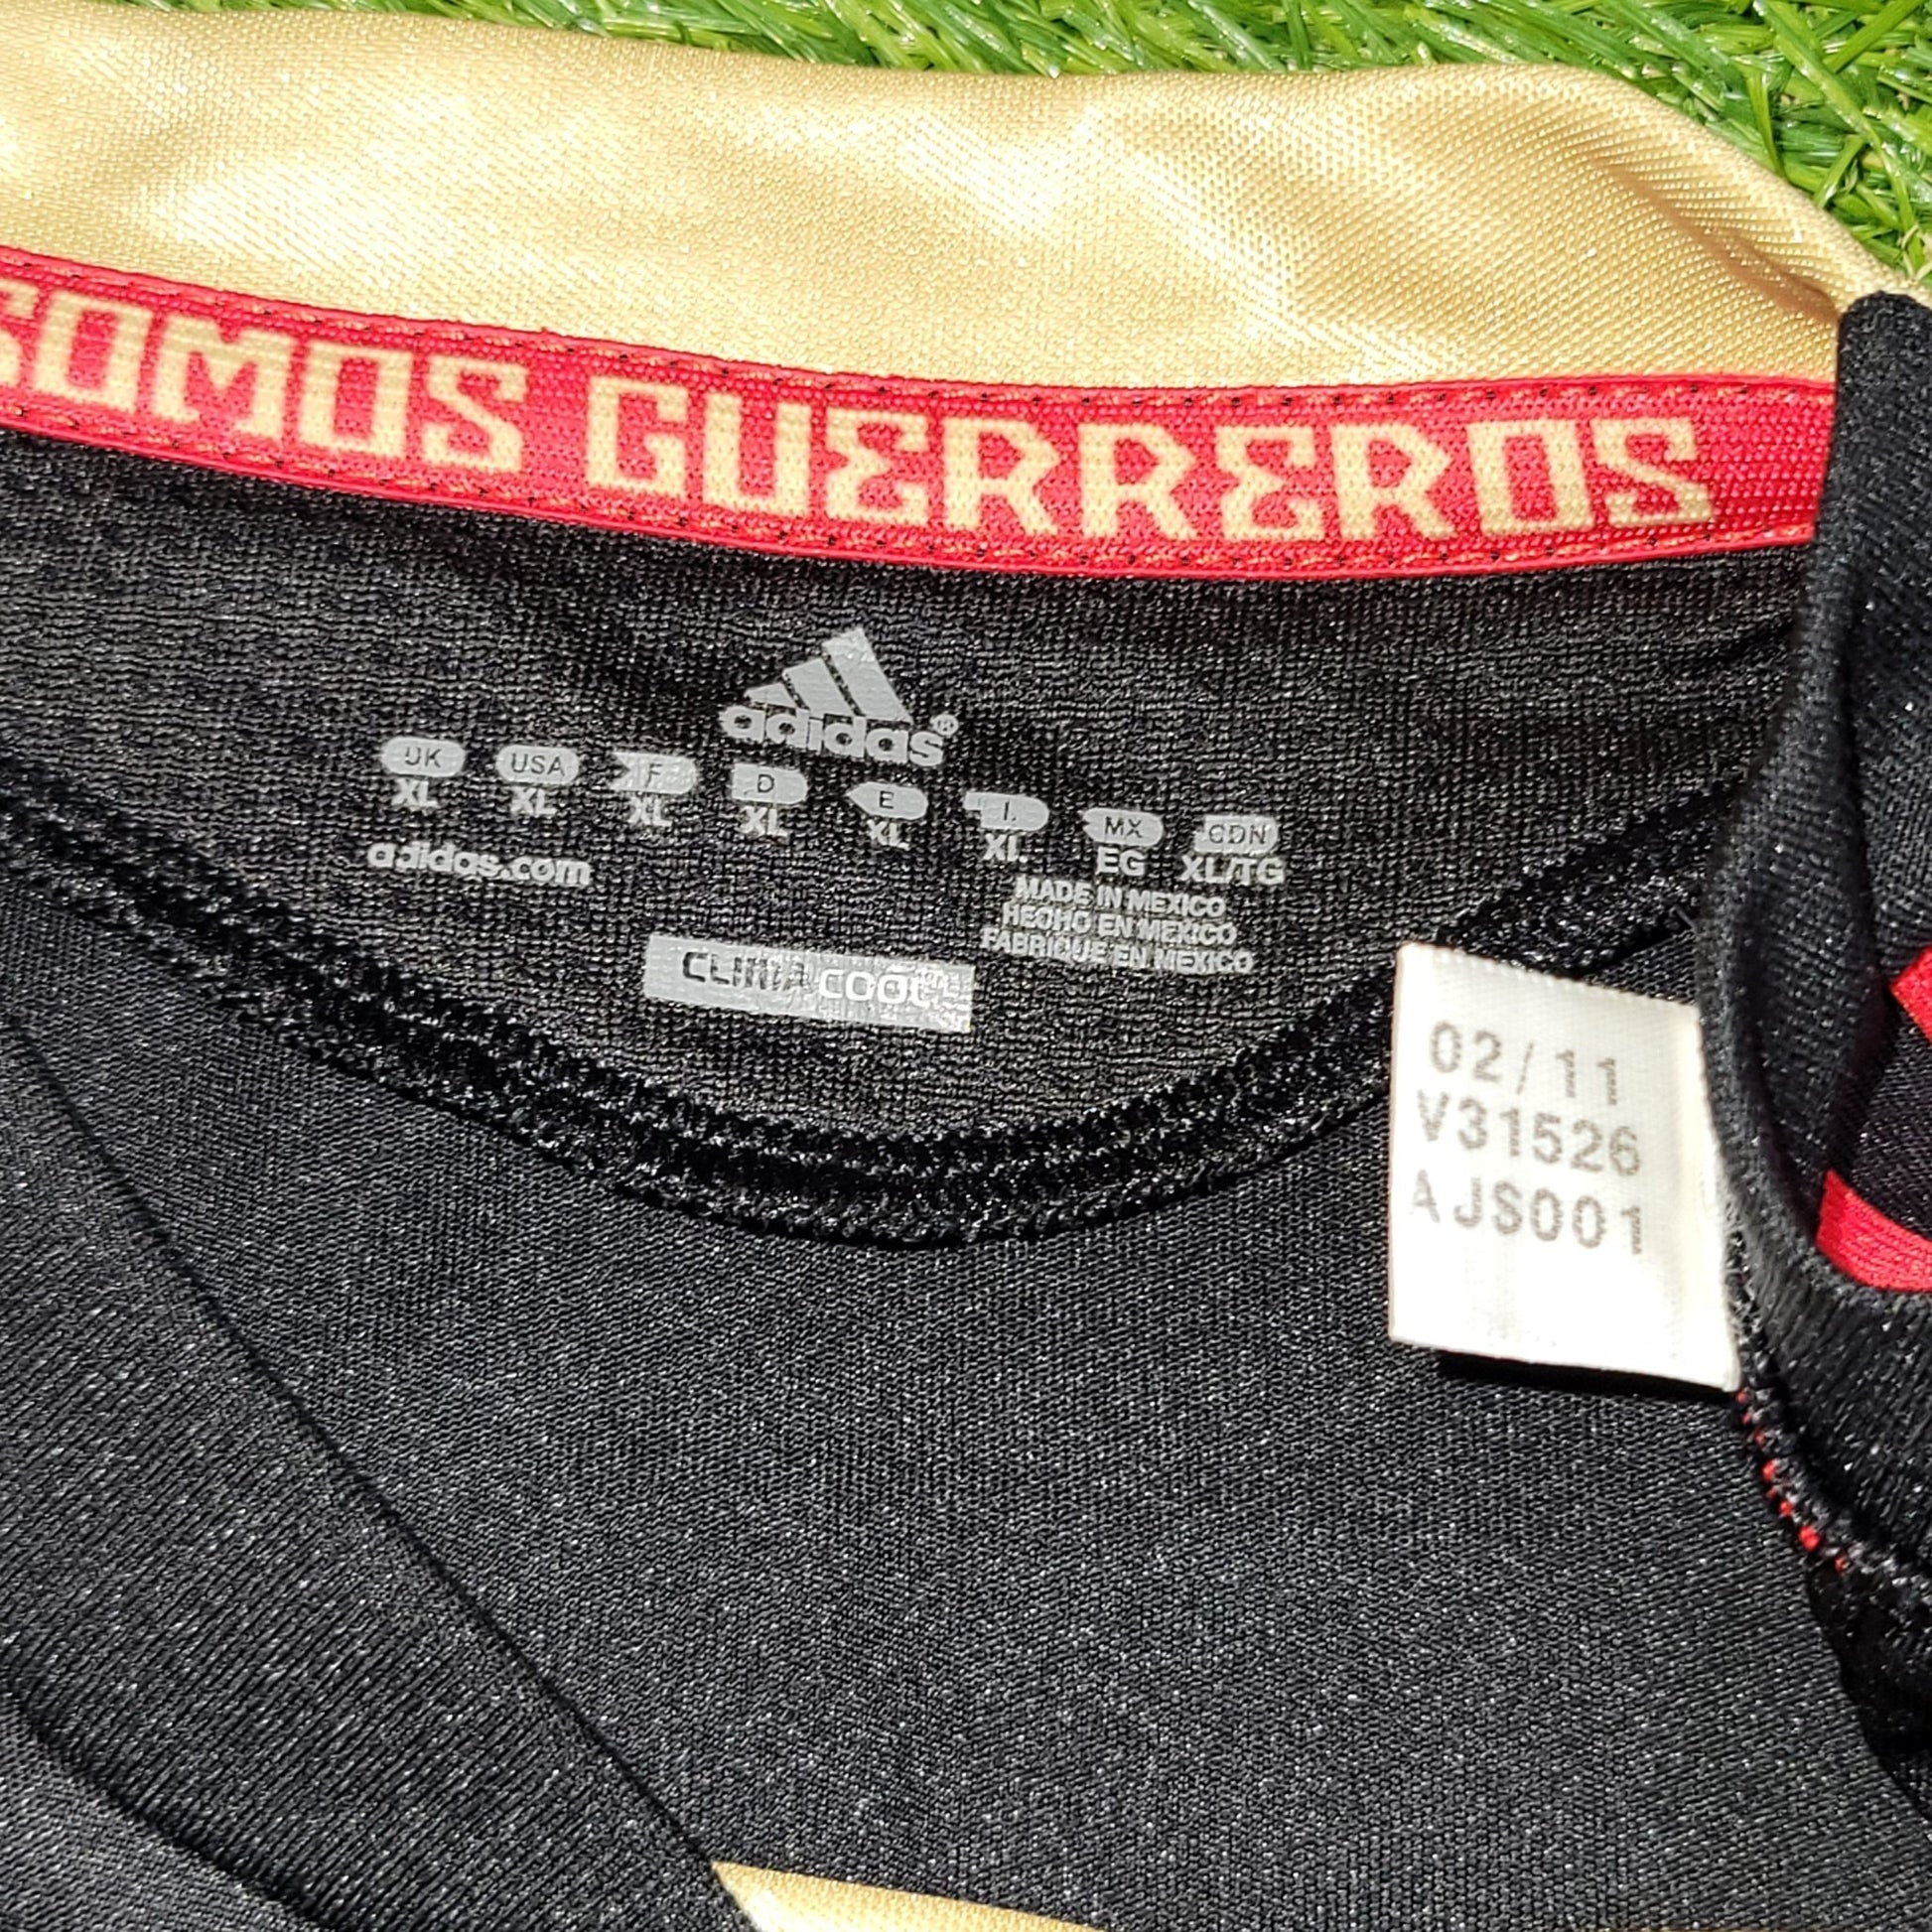 SOMOS GUERREROS
adidas®
UK USA F D E I. MX CDN
XL XL XL XL XL XL EG XL/TG
adidas.com
MADE IN MEXICO
HECHO EN MEXICO
FABRIQUE EN MEXICO
CLIMACOOL
02/11
V31526
AJS001